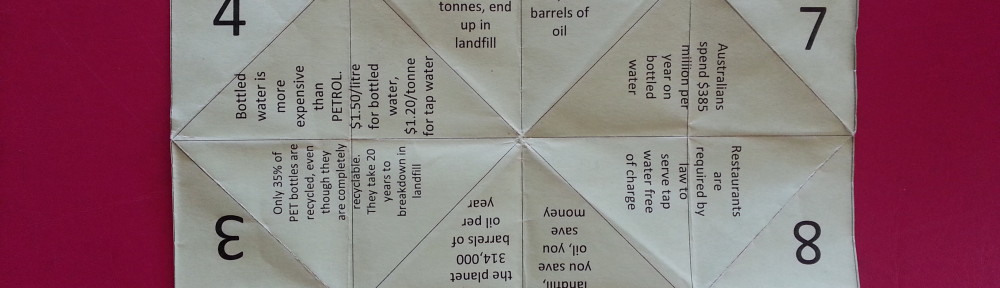 8
landfill,
you save
oil, you
save
money
the planet
314,000
barrels of
oil per
year
3
Restaurants
are
required by
law to
serve tap
water free
of charge
Only 35% of
PET bottles are
recycled, even
though they
are completely
recyclable.
They take 20
years to
breakdown in
landfill
Australians
spend $385
million per
year on
bottled
water
Bottled
water is
more
expensive
than
PETROL.
$1.50/litre
for bottled
water,
$1.20/tonne
for tap water
7
barrels of
oil
tonnes, end
up in
landfill
4